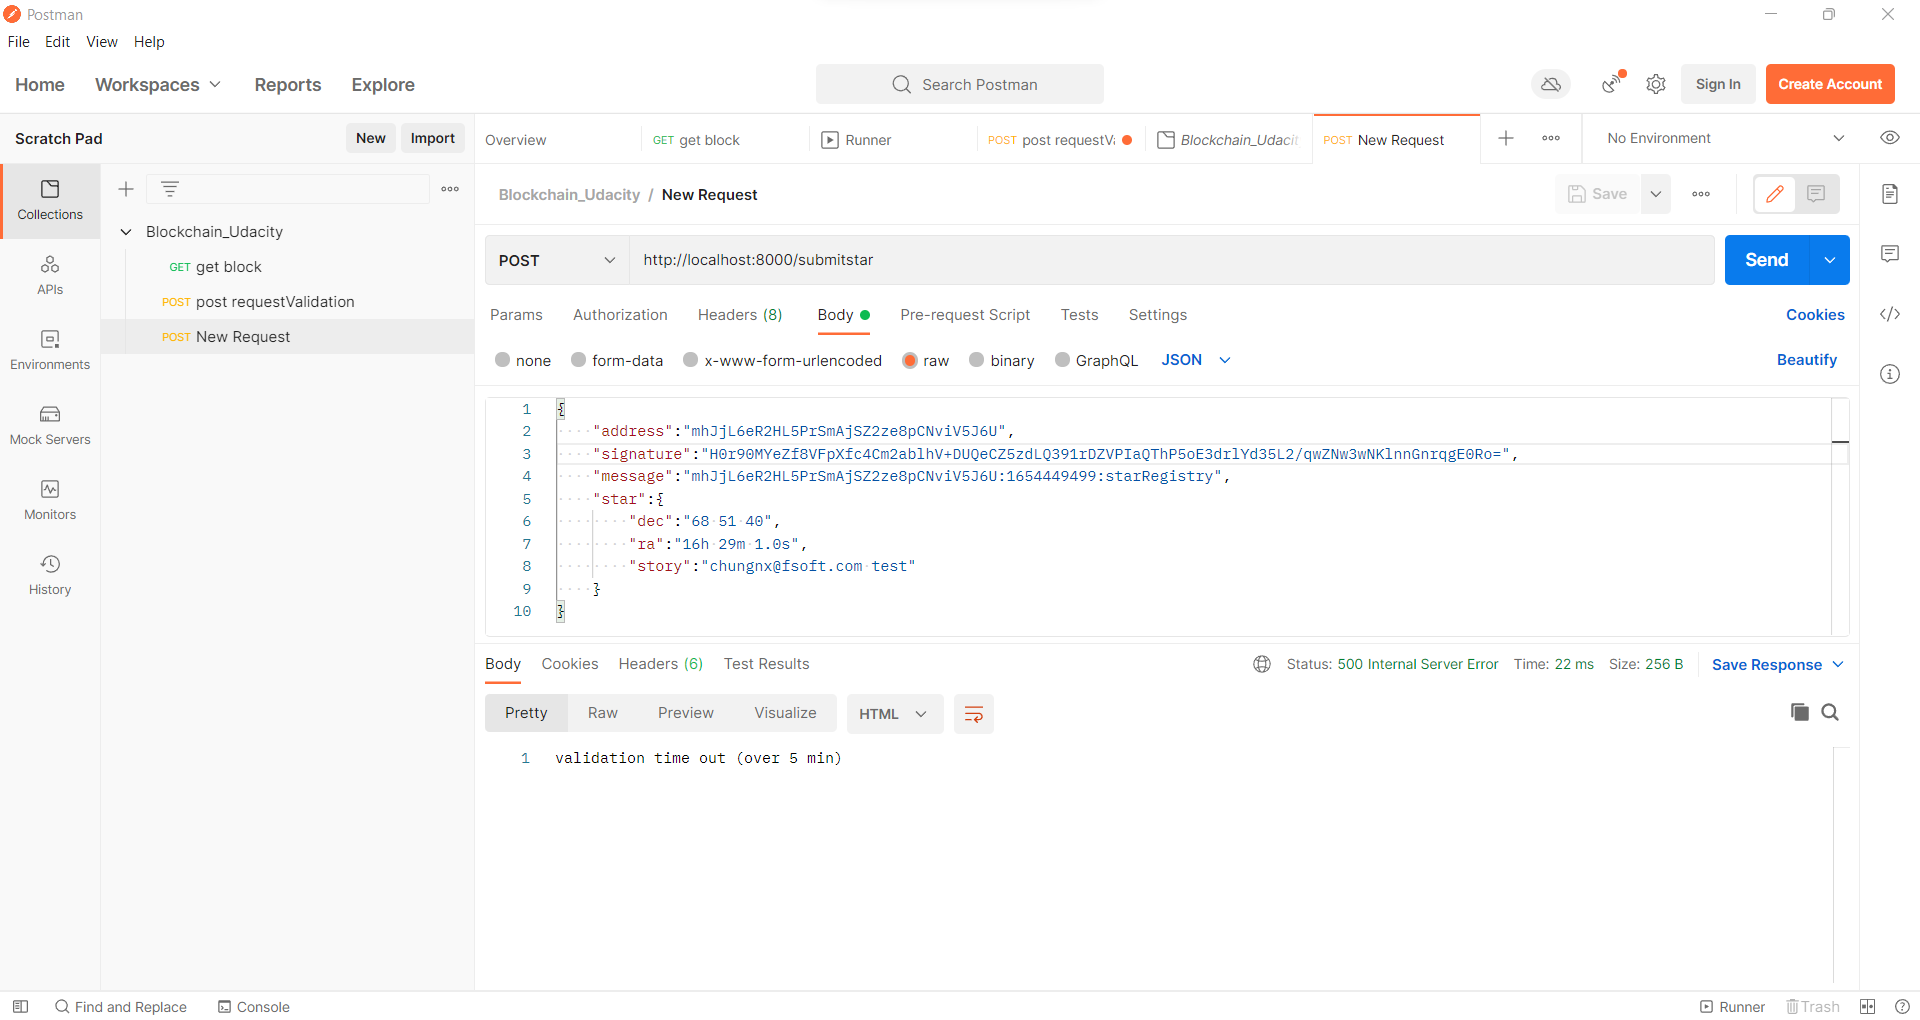 Postman
File Edit View Help
Home Workspaces Reports Explore Search Postman Sign In Create Account
Scratch Pad New Import Overview GET get block Runner POST post requestV Blockchain_Udacit POST New Request No Environment
Collections
Blockchain_Udacity / New Request Save
Blockchain_Udacity
GET get block
POST post requestValidation
POST New Request
APIs
Environments
Mock Servers
Monitors
History
POST http://localhost:8000/submitstar Send
Params Authorization Headers (8) Body Pre-request Script Tests Settings Cookies
none form-data x-www-form-urlencoded raw binary GraphQL JSON Beautify
1 {
2 "address":"mhJjL6eR2HL5PrSmAjSZ2ze8pCNviV5J6U",
3 "signature":"H0r90MYeZf8VFpXfc4Cm2ablhV+DUQeCZ5zdLQ391rDZVPIaQThP5oE3drlYd35L2/qwZNw3wNKlnnGnrqgE0Ro=",
4 "message":"mhJjL6eR2HL5PrSmAjSZ2ze8pCNviV5J6U:1654449499:starRegistry",
5 "star":{
6 "dec":"68 51 40",
7 "ra":"16h 29m 1.0s",
8 "story":"chungnx@fsoft.com test"
9 }
10 }
Body Cookies Headers (6) Test Results Status: 500 Internal Server Error Time: 22 ms Size: 256 B Save Response
Pretty Raw Preview Visualize HTML
1 validation time out (over 5 min)
Find and Replace Console Runner Trash